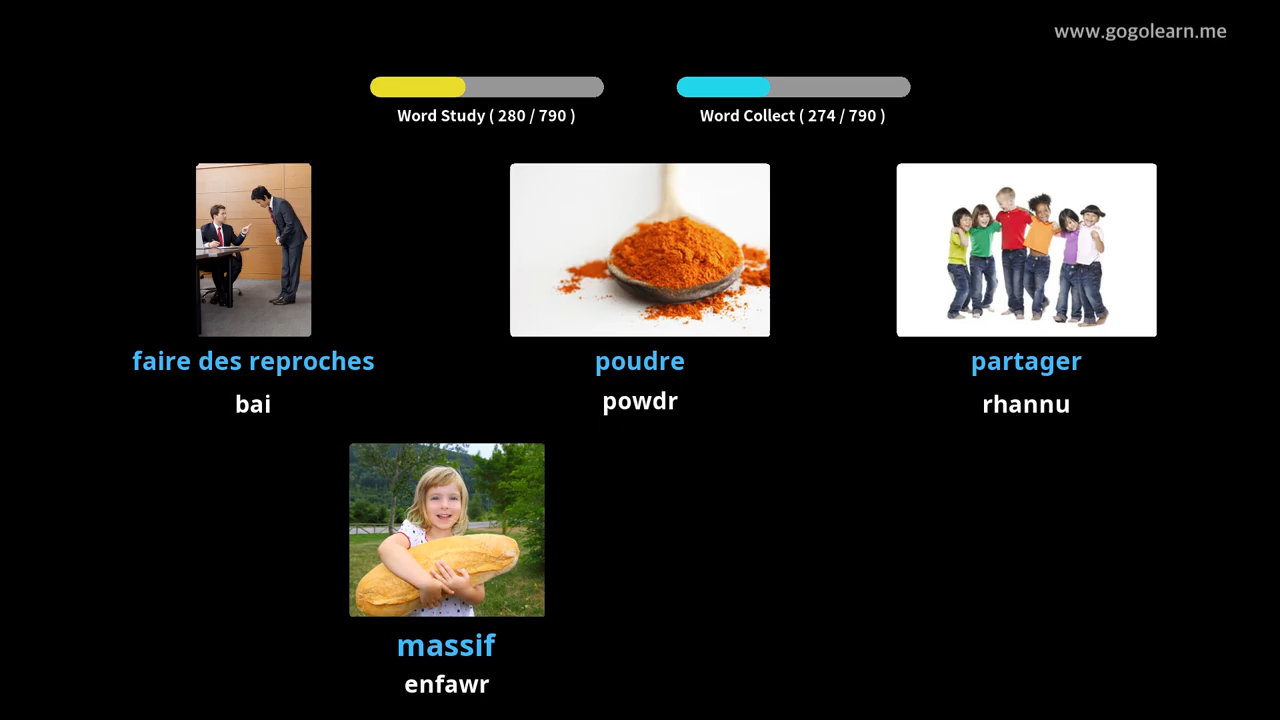 www.gogolearn.me
Word Study ( 280 / 790 )
Word Collect ( 274 / 790 )
faire des reproches
bai
poudre
powdr
partager
rhannu
massif
enfawr